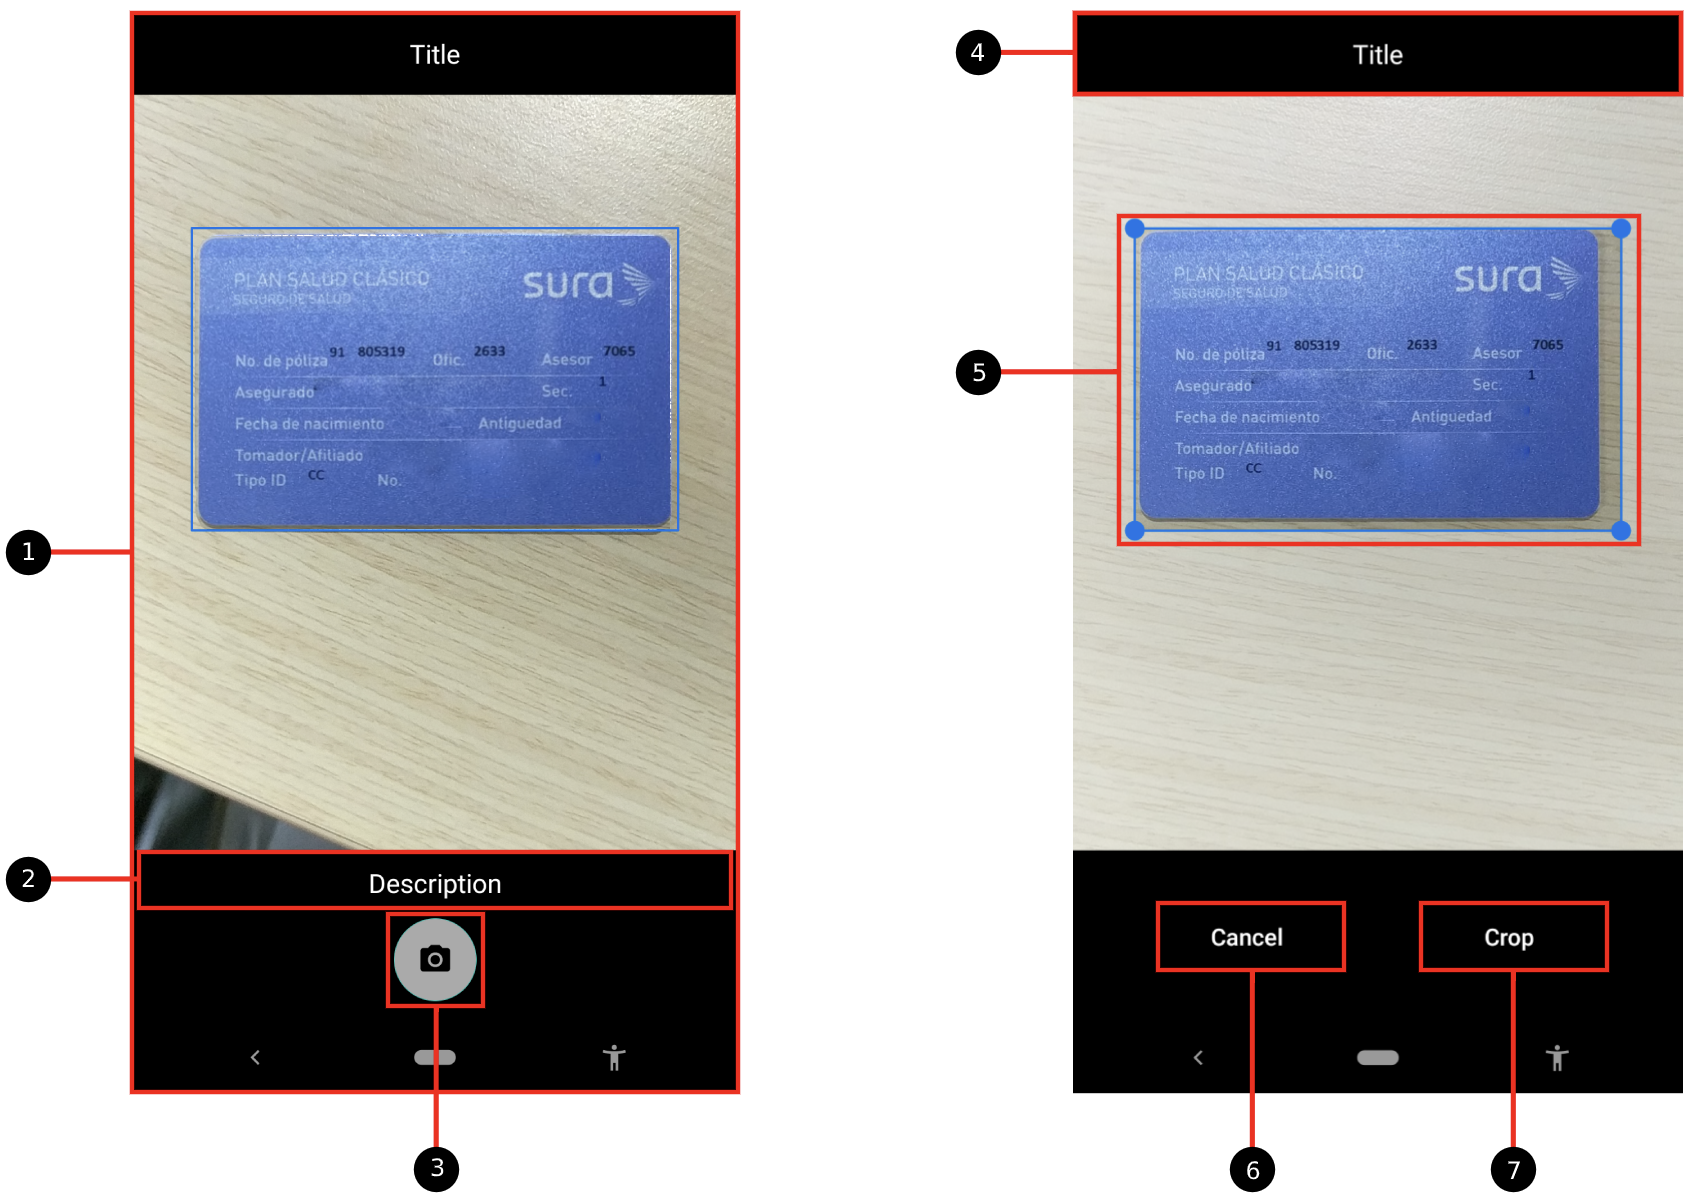 Title
PLAN SALUD CLÁSICO
SEGURO DE SALUD
sura
No. de póliza 91 805319 Ofic. 2633 Asesor 7065
Asegurado Sec. 1
Fecha de nacimiento Antiguedad
Tomador/Afiliado
Tipo ID CC No.
1
2
Description
3
4
Title
PLAN SALUD CLÁSICO
SEGURO DE SALUD
sura
No. de póliza 91 805319 Ofic. 2633 Asesor 7065
5
Asegurado Sec. 1
Fecha de nacimiento Antiguedad
Tomador/Afiliado
Tipo ID CC No.
Cancel Crop
6 7